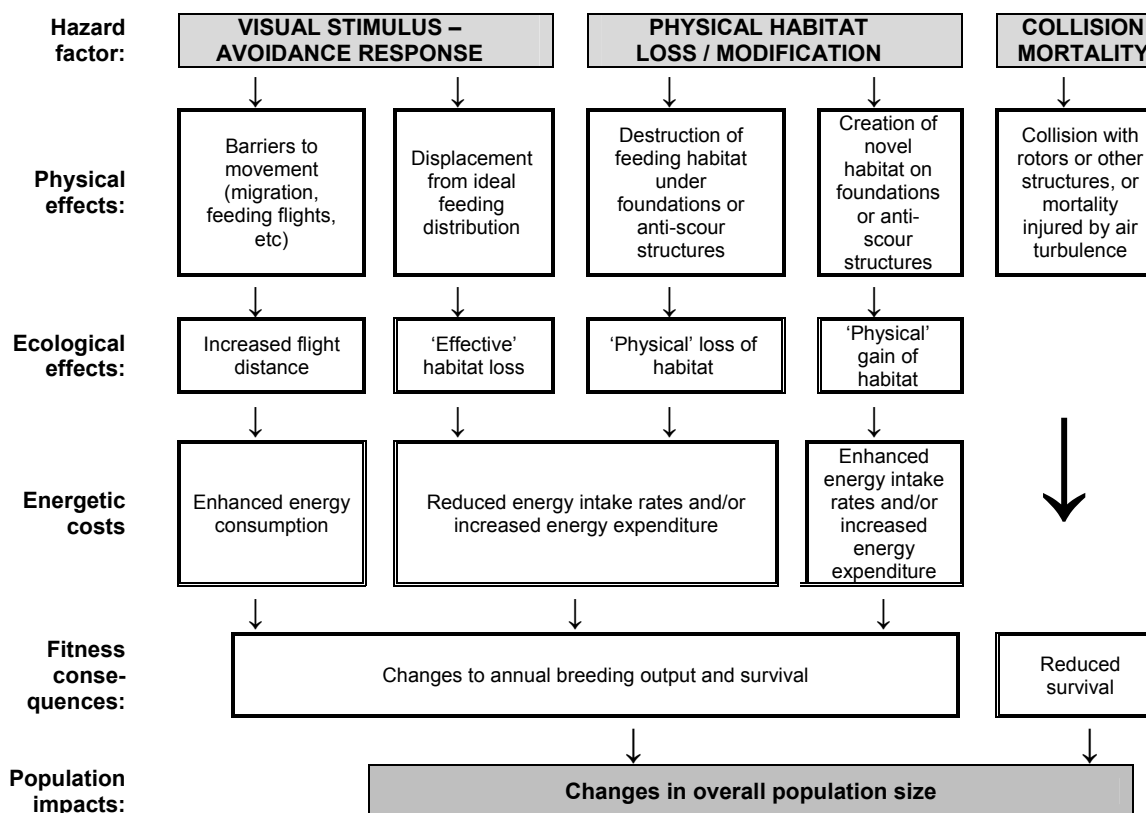 Hazard
factor:
VISUAL STIMULUS –
AVOIDANCE RESPONSE
PHYSICAL HABITAT
LOSS / MODIFICATION
COLLISION
MORTALITY
Physical
effects:
Barriers to
movement
(migration,
feeding flights,
etc)
Displacement
from ideal
feeding
distribution
Destruction of
feeding habitat
under
foundations or
anti-scour
structures
Creation of
novel
habitat on
foundations
or anti-
scour
structures
Collision with
rotors or other
structures, or
mortality
injured by air
turbulence
Ecological
effects:
Increased flight
distance
‘Effective’
habitat loss
‘Physical’ loss of
habitat
‘Physical’
gain of
habitat
Energetic
costs
Enhanced energy
consumption
Reduced energy intake rates and/or
increased energy expenditure
Enhanced
energy intake
rates and/or
increased
energy
expenditure
Fitness
conse-
quences:
Changes to annual breeding output and survival
Reduced
survival
Population
impacts:
Changes in overall population size